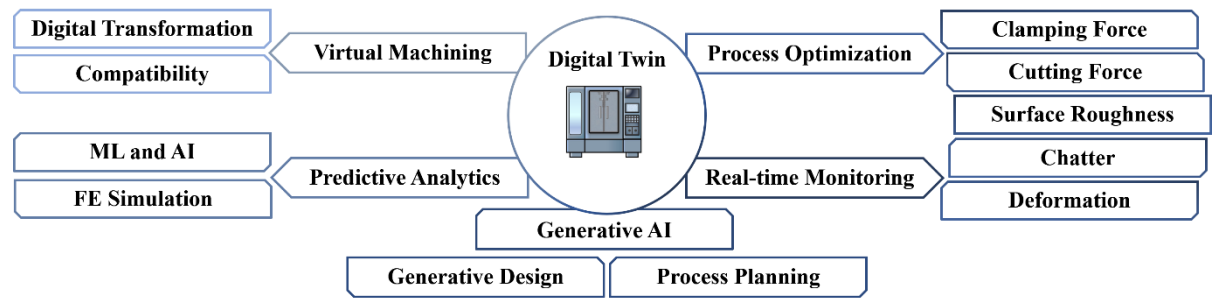 Digital Transformation
Compatibility
Virtual Machining
ML and AI
FE Simulation
Predictive Analytics
Digital Twin
Process Optimization
Real-time Monitoring
Clamping Force
Cutting Force
Surface Roughness
Chatter
Deformation
Generative AI
Generative Design
Process Planning